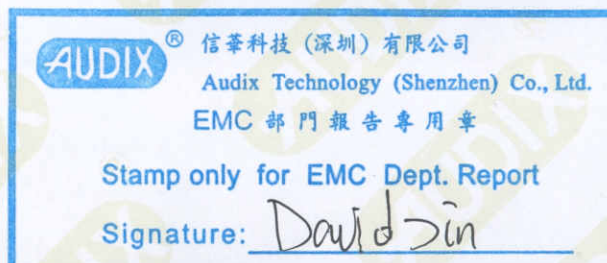 AUDIX ® 信華科技 (深圳) 有限公司
Audix Technology (Shenzhen) Co., Ltd.
EMC 部門報告專用章
Stamp only for EMC Dept. Report
Signature: David Jin